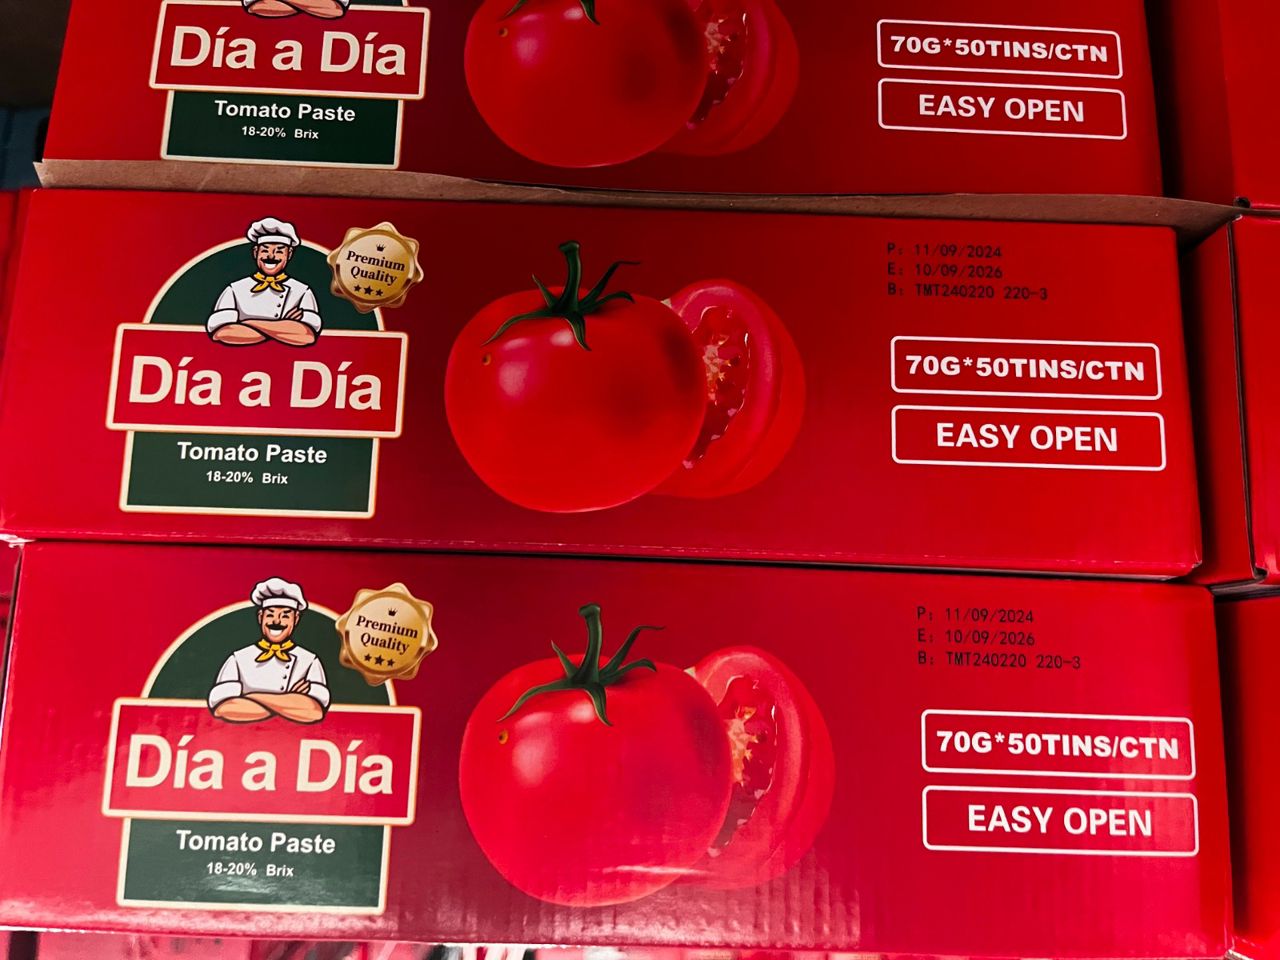 Día a Día
Tomato Paste
18-20% Brix
70G*50TINS/CTN
EASY OPEN
Premium
Quality
Día a Día
Tomato Paste
18-20% Brix
P: 11/09/2024
E: 10/09/2026
B: TMT240220 220-3
70G*50TINS/CTN
EASY OPEN
Premium
Quality
Día a Día
Tomato Paste
18-20% Brix
P: 11/09/2024
E: 10/09/2026
B: TMT240220 220-3
70G*50TINS/CTN
EASY OPEN